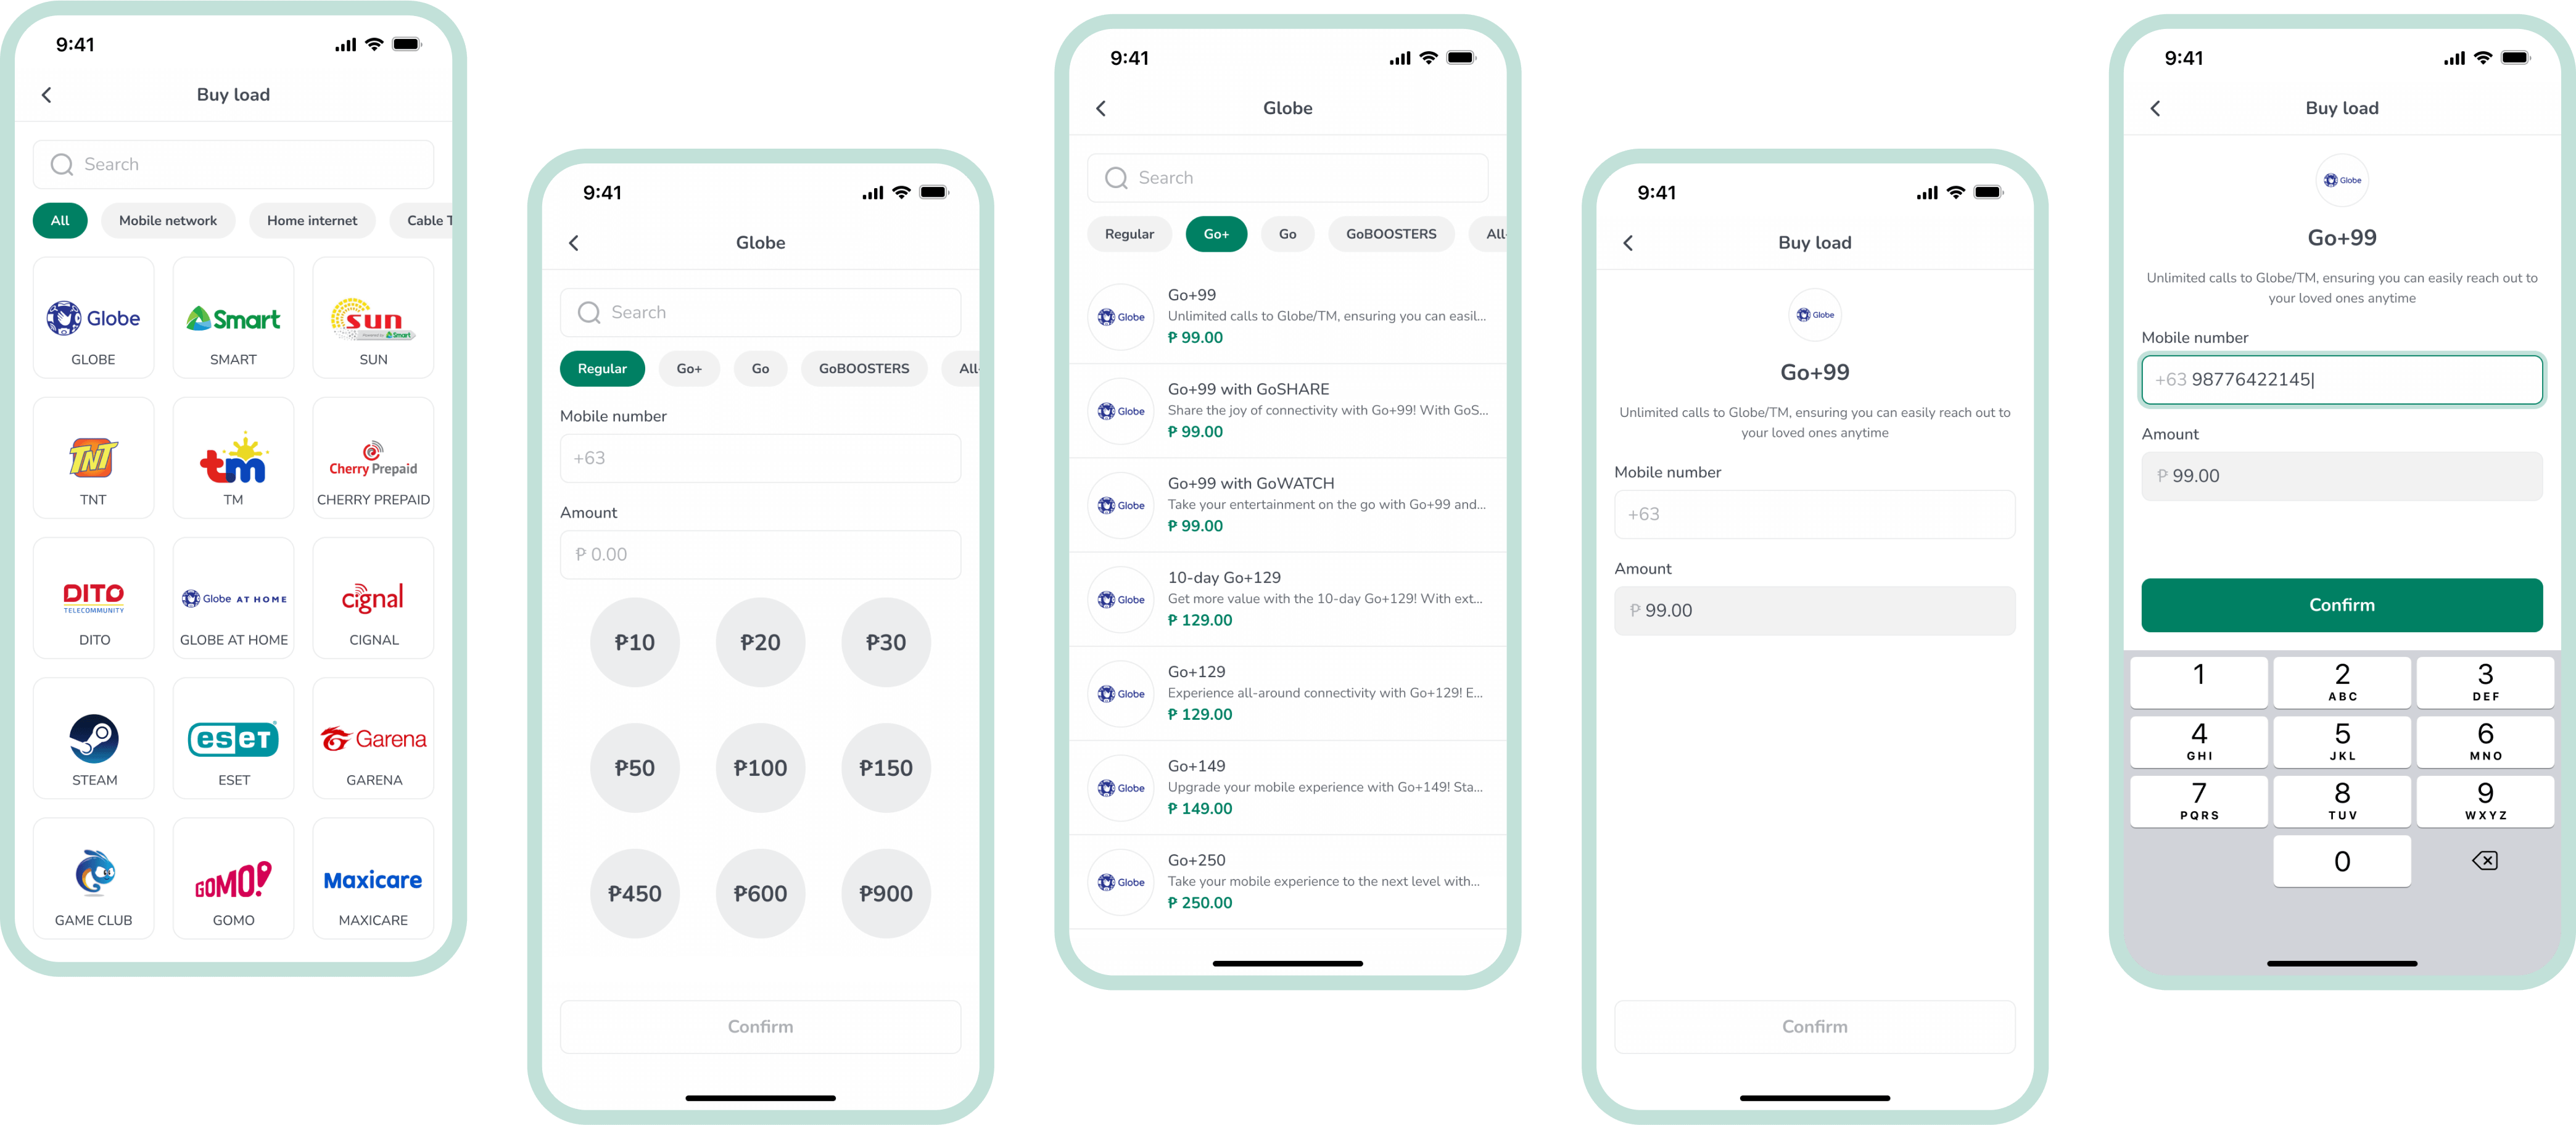 9:41
Buy load
Search
All Mobile network Home internet Cable T
Globe Smart sun
Powered by Smart
GLOBE SMART SUN
TNT tm Cherry Prepaid
TNT TM CHERRY PREPAID
DITO Globe AT HOME cignal
TELECOMMUNITY
DITO GLOBE AT HOME CIGNAL
eseT Garena
STEAM ESET GARENA
GOMO! Maxicare
GAME CLUB GOMO MAXICARE
9:41
Globe
Search
Regular Go+ Go GoBOOSTERS All-
Mobile number
+63
Amount
₱ 0.00
₱10 ₱20 ₱30
₱50 ₱100 ₱150
₱450 ₱600 ₱900
Confirm
9:41
Globe
Search
Regular Go+ Go GoBOOSTERS All-
Go+99
Globe Unlimited calls to Globe/TM, ensuring you can easil...
₱ 99.00
Go+99 with GoSHARE
Globe Share the joy of connectivity with Go+99! With GoS...
₱ 99.00
Go+99 with GoWATCH
Globe Take your entertainment on the go with Go+99 and...
₱ 99.00
10-day Go+129
Globe Get more value with the 10-day Go+129! With ext...
₱ 129.00
Go+129
Globe Experience all-around connectivity with Go+129! E...
₱ 129.00
Go+149
Globe Upgrade your mobile experience with Go+149! Sta...
₱ 149.00
Go+250
Globe Take your mobile experience to the next level with...
₱ 250.00
9:41
Buy load
Globe
Go+99
Unlimited calls to Globe/TM, ensuring you can easily reach out to
your loved ones anytime
Mobile number
+63
Amount
₱ 99.00
Confirm
9:41
Buy load
Globe
Go+99
Unlimited calls to Globe/TM, ensuring you can easily reach out to
your loved ones anytime
Mobile number
+63 98776422145
Amount
₱ 99.00
Confirm
1 2 3
ABC DEF
4 5 6
GHI JKL MNO
7 8 9
PQRS TUV WXYZ
0